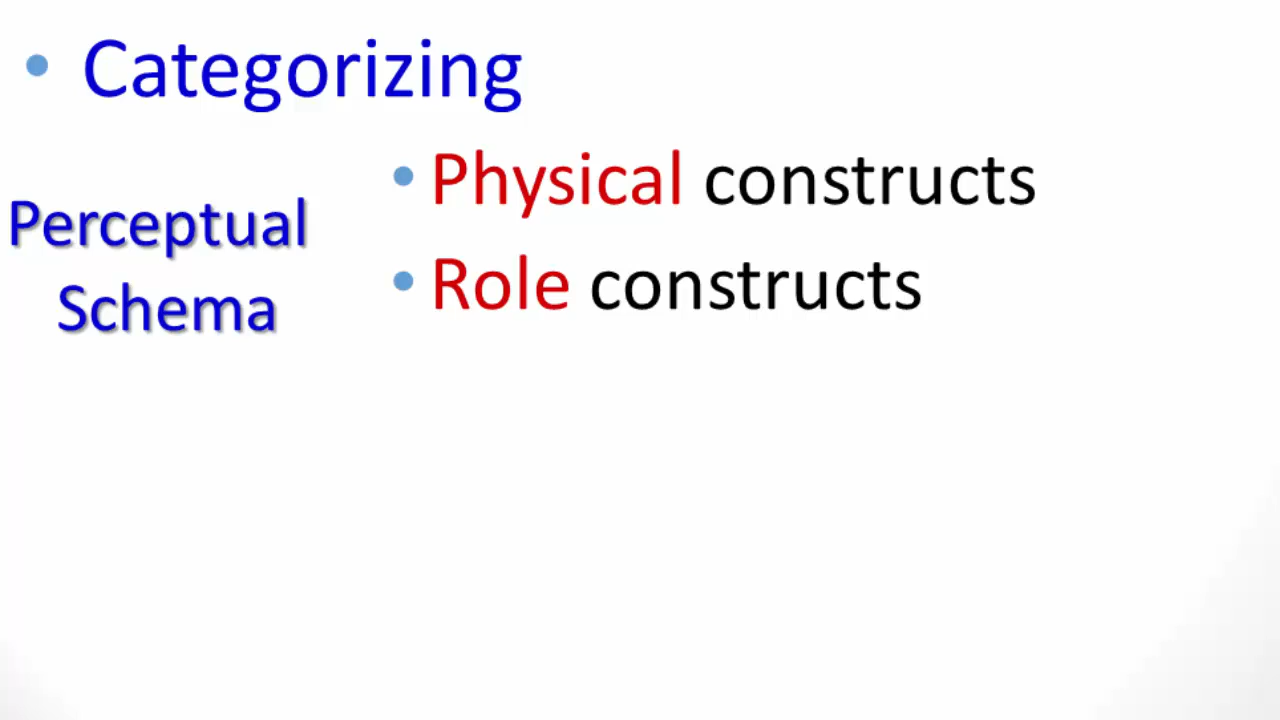 • Categorizing
• Physical constructs
Perceptual
Schema
• Role constructs